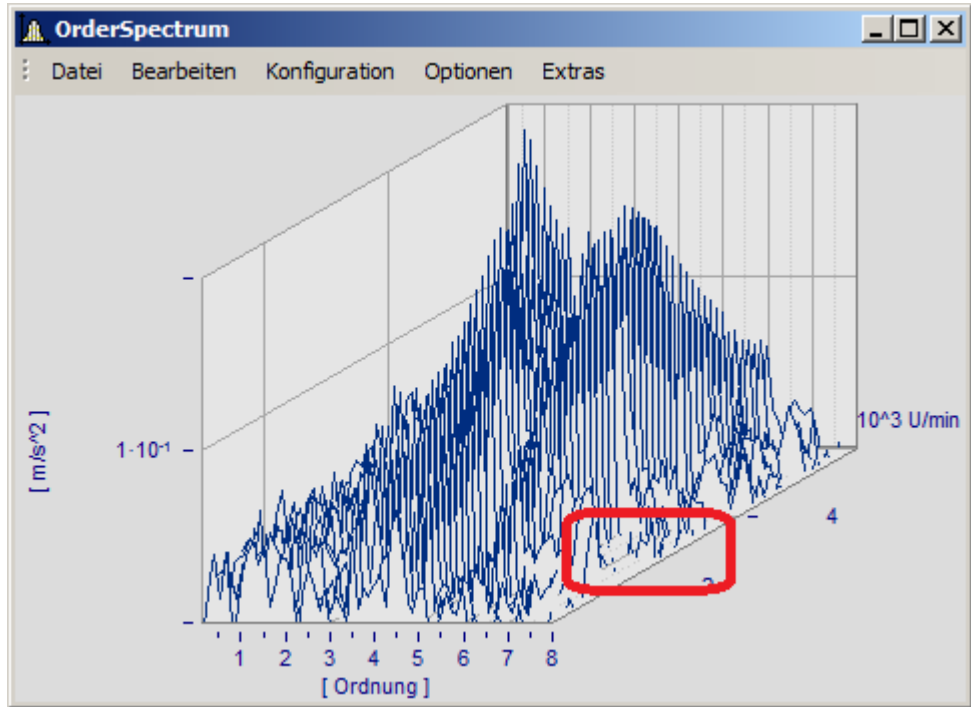 OrderSpectrum
Datei Bearbeiten Konfiguration Optionen Extras
[ m/s^2 ]
1·10⁻¹
10^3 U/min
4
1 2 3 4 5 6 7 8
[ Ordnung ]